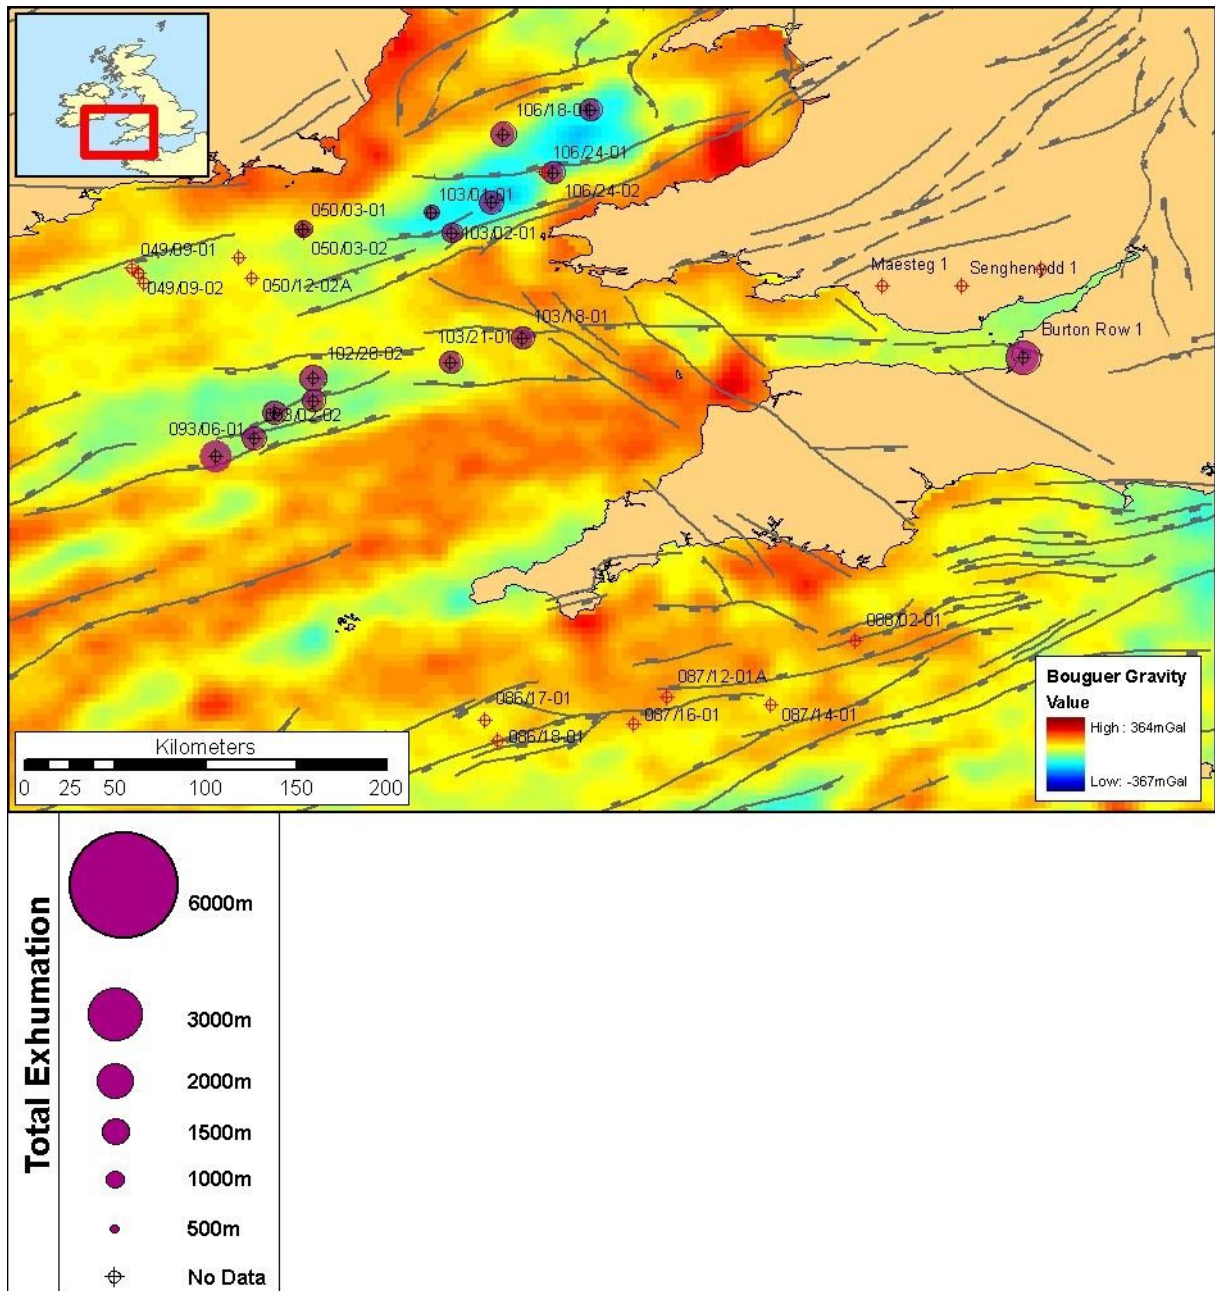 106/18-01
106/24-01
106/24-02
103/01-01
050/03-01
103/02-01
050/03-02
049/09-01
049/09-02
050/12-02A
Maesteg 1
Senghenydd 1
Burton Row 1
103/18-01
103/21-01
102/28-02
093/02-02
093/06-01
088/02-01
087/12-01A
086/17-01
087/16-01
087/14-01
086/18-01
Kilometers
0 25 50 100 150 200
Bouguer Gravity
Value
High : 364mGal
Low: -367mGal
Total Exhumation
6000m
3000m
2000m
1500m
1000m
500m
No Data